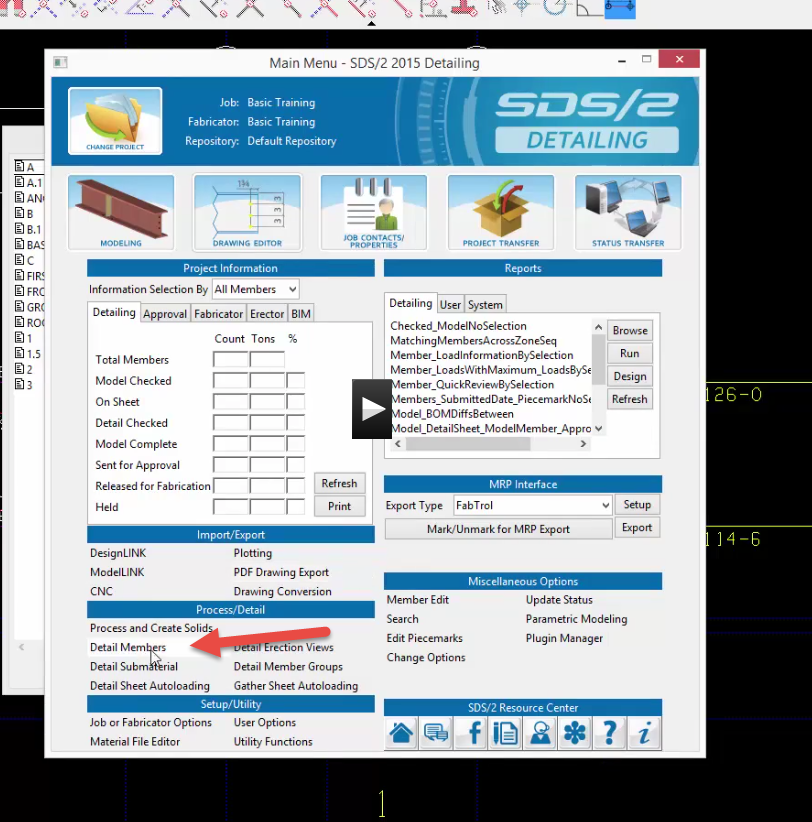 Main Menu - SDS/2 2015 Detailing
CHANGE PROJECT
Job: Basic Training
Fabricator: Basic Training
Repository: Default Repository
SDS/2
DETAILING
MODELING
DRAWING EDITOR
JOB CONTACTS/
PROPERTIES
PROJECT TRANSFER
STATUS TRANSFER
Project Information
Information Selection By All Members
Detailing Approval Fabricator Erector BIM
Count Tons %
Total Members
Model Checked
On Sheet
Detail Checked
Model Complete
Sent for Approval
Released for Fabrication
Held
Refresh
Print
Import/Export
DesignLINK Plotting
ModelLINK PDF Drawing Export
CNC Drawing Conversion
Process/Detail
Process and Create Solids
Detail Members Detail Erection Views
Detail Submaterial Detail Member Groups
Detail Sheet Autoloading Gather Sheet Autoloading
Setup/Utility
Job or Fabricator Options User Options
Material File Editor Utility Functions
Reports
Detailing User System
Checked_ModelNoSelection
MatchingMembersAcrossZoneSeq
Member_LoadInformationBySelection
Member_LoadsWithMaximum_LoadsBySe
Member_QuickReviewBySelection
Members_SubmittedDate_PiecemarkNoSe
Model_BOMDiffsBetween
Model_DetailSheet_ModelMember_Appro
Browse
Run
Design
Refresh
MRP Interface
Export Type FabTrol Setup
Mark/Unmark for MRP Export Export
Miscellaneous Options
Member Edit Update Status
Search Parametric Modeling
Edit Piecemarks Plugin Manager
Change Options
SDS/2 Resource Center
A
A.1
B
B.1
BAS
C
FIRS
FRO
GRO
ROO
1
1.5
2
3
126-0
114-6
1